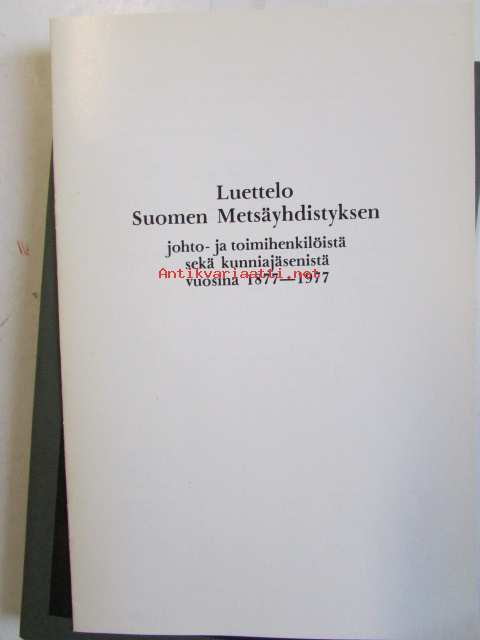 Luettelo
Suomen Metsäyhdistyksen
johto- ja toimihenkilöistä
sekä kunniajäsenistä
Antikvariaatti.net
vuosina 1877—1977